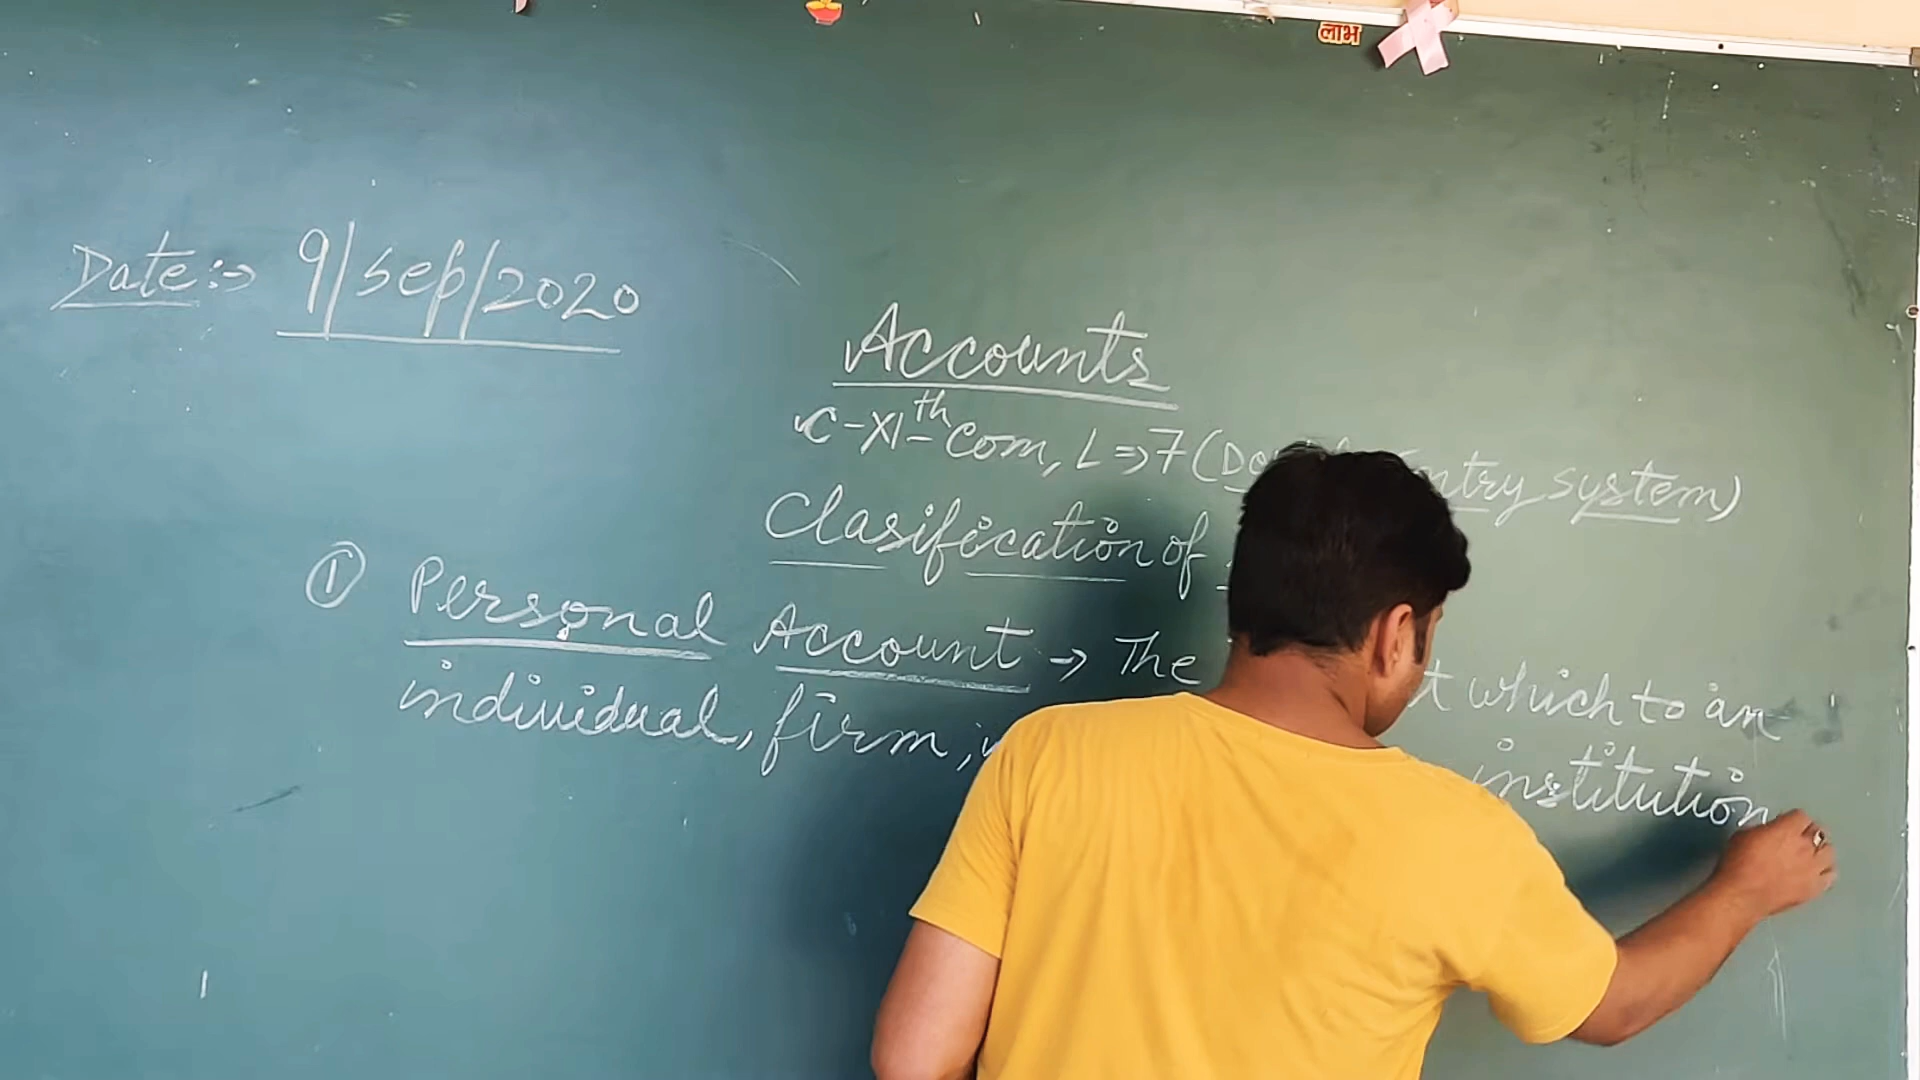 लाभ
Date:→ 9/Sep/2020
Accounts
C-XIth-Com, L⇒7 (Entry System)
Clasification of
① Personal Account → The which to an
individual, firm, institution